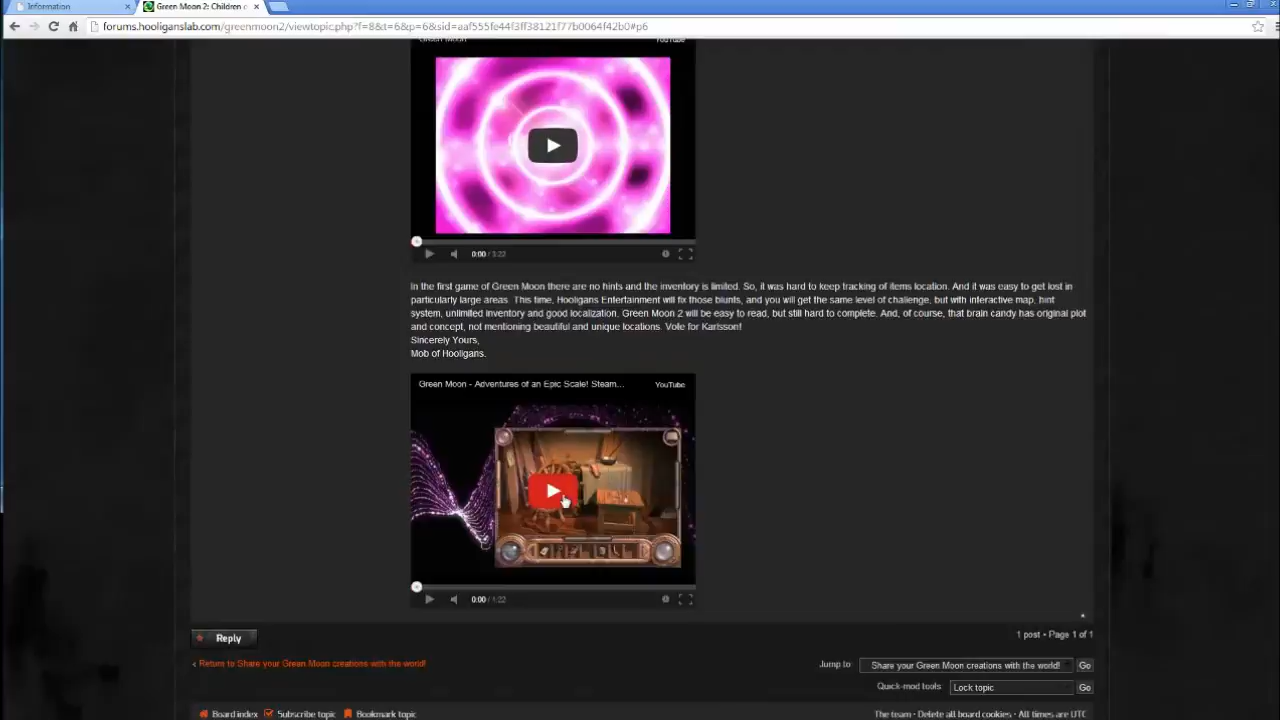 Information
Green Moon 2: Children o
forums.hooliganslab.com/greenmoon2/viewtopic.php?f=8&t=6&p=6&sid=aaf555fe44f3ff38121f77b0064f42b0#p6
Green Moon YouTube
0:00 / 3:22
In the first game of Green Moon there are no hints and the inventory is limited. So, it was hard to keep tracking of items location. And it was easy to get lost in
particularly large areas. This time, Hooligans Entertainment will fix those blunts, and you will get the same level of challenge, but with interactive map, hint
system, unlimited inventory and good localization. Green Moon 2 will be easy to read, but still hard to complete. And, of course, that brain candy has original plot
and concept, not mentioning beautiful and unique locations. Vote for Karlsson!
Sincerely Yours,
Mob of Hooligans.
Green Moon - Adventures of an Epic Scale! Steam... YouTube
0:00 / 1:22
Reply
1 post • Page 1 of 1
Return to Share your Green Moon creations with the world!
Jump to: Share your Green Moon creations with the world! Go
Quick-mod tools Lock topic Go
Board index Subscribe topic Bookmark topic
The team • Delete all board cookies • All times are UTC